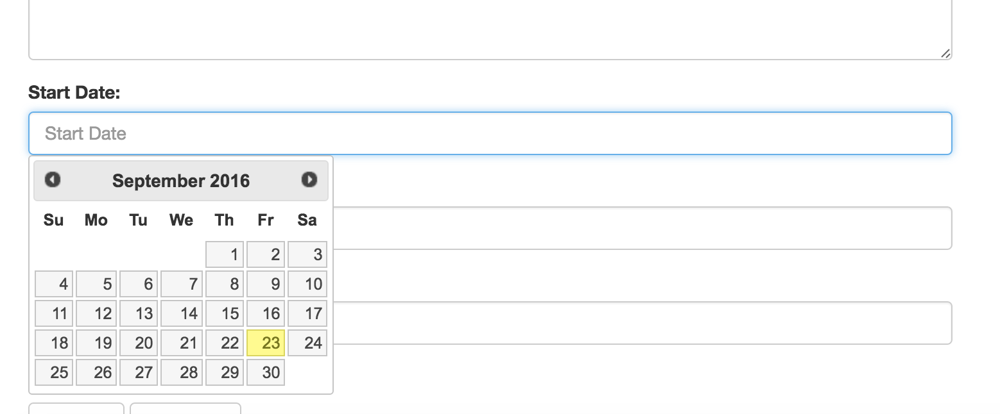 Start Date:
Start Date
September 2016
Su Mo Tu We Th Fr Sa
1 2 3
4 5 6 7 8 9 10
11 12 13 14 15 16 17
18 19 20 21 22 23 24
25 26 27 28 29 30